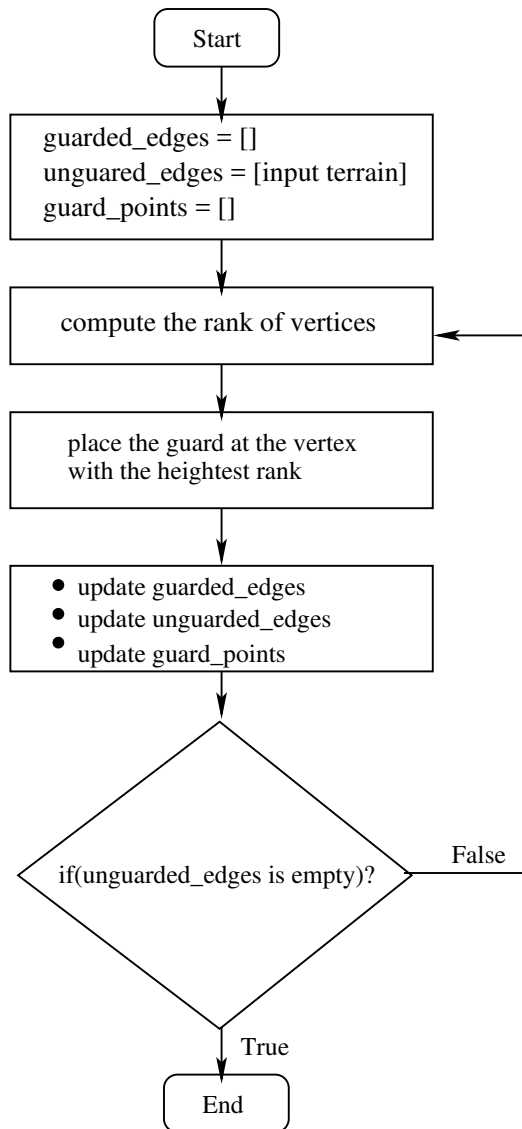 Start
guarded_edges = []
unguared_edges = [input terrain]
guard_points = []
compute the rank of vertices
place the guard at the vertex
with the heightest rank
• update guarded_edges
• update unguarded_edges
• update guard_points
if(unguarded_edges is empty)?
False
True
End